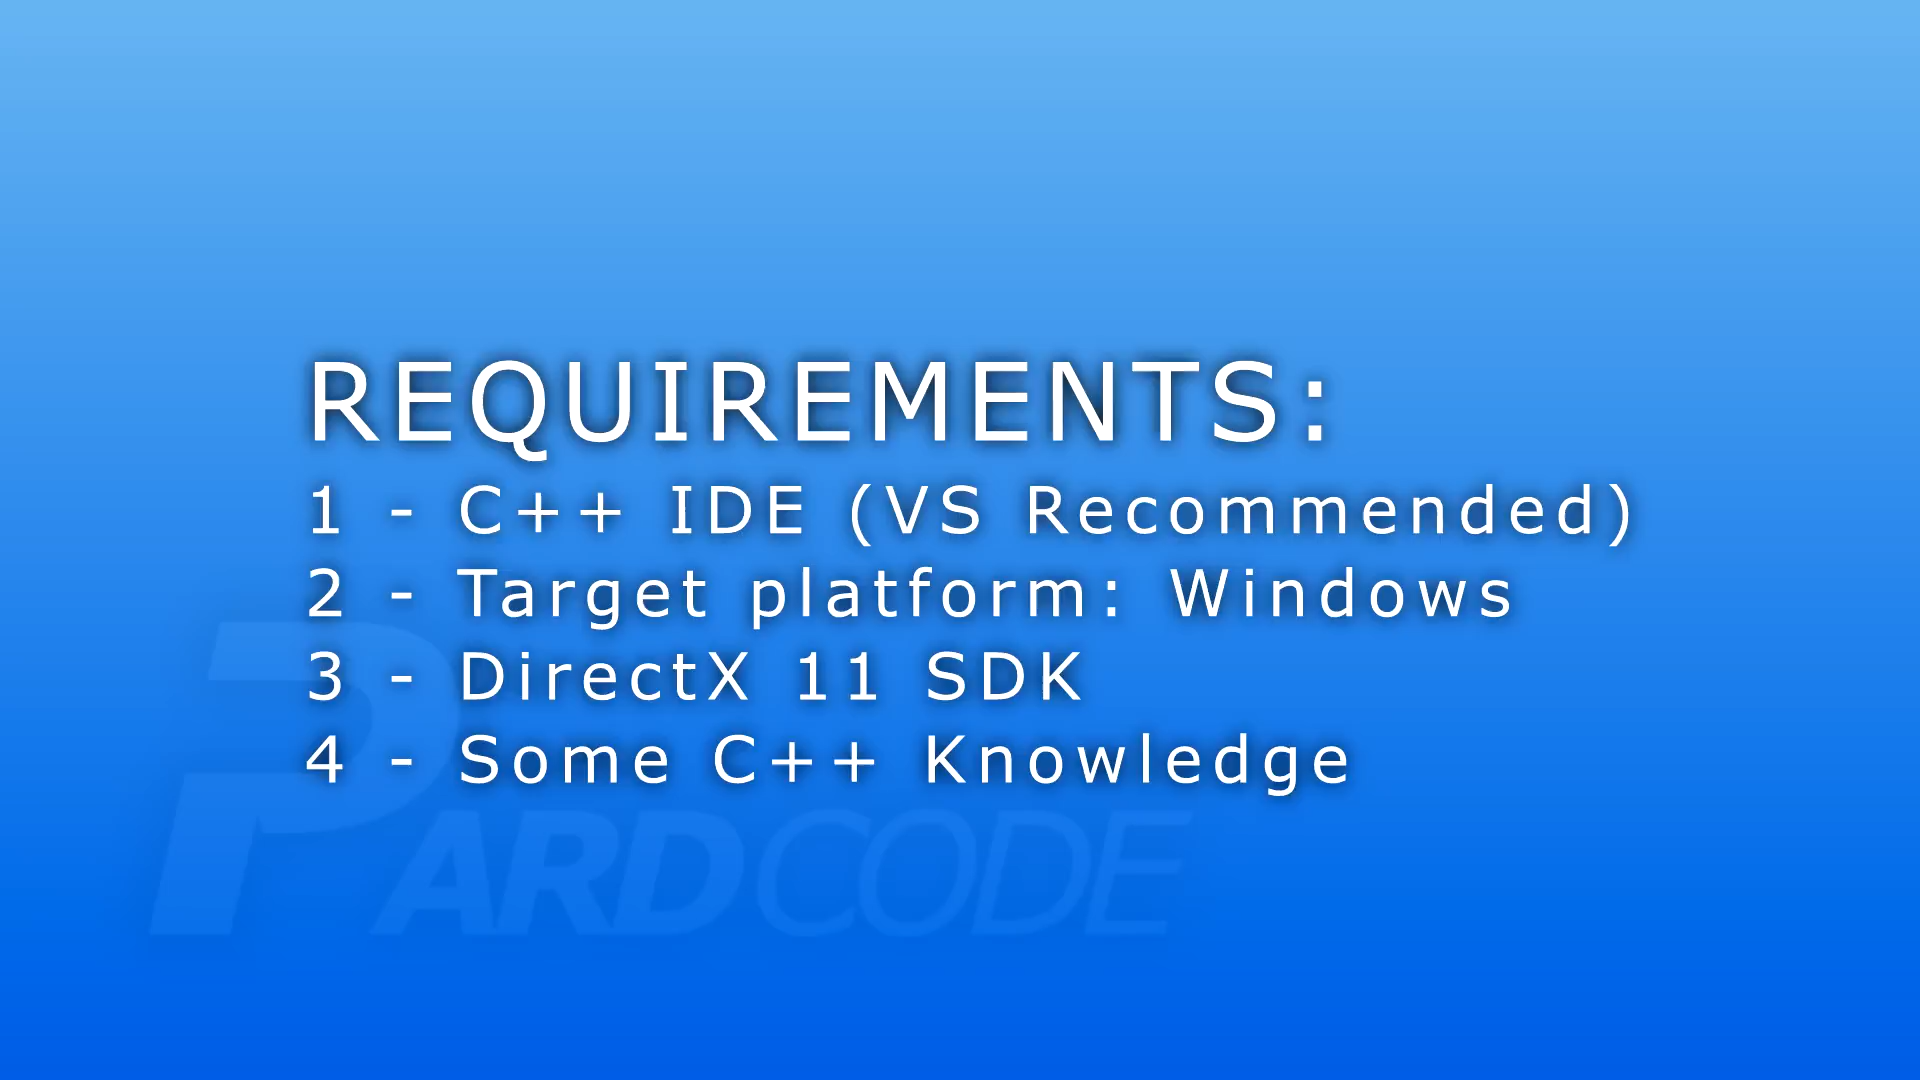 REQUIREMENTS:
1 - C++ IDE (VS Recommended)
2 - Target platform: Windows
3 - DirectX 11 SDK
4 - Some C++ Knowledge
PARDCODE